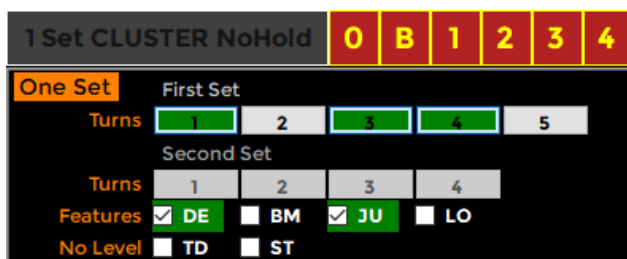 1 Set CLUSTER NoHold 0 B 1 2 3 4
One Set First Set
Turns 1 2 3 4 5
Second Set
Turns 1 2 3 4
Features DE BM JU LO
No Level TD ST